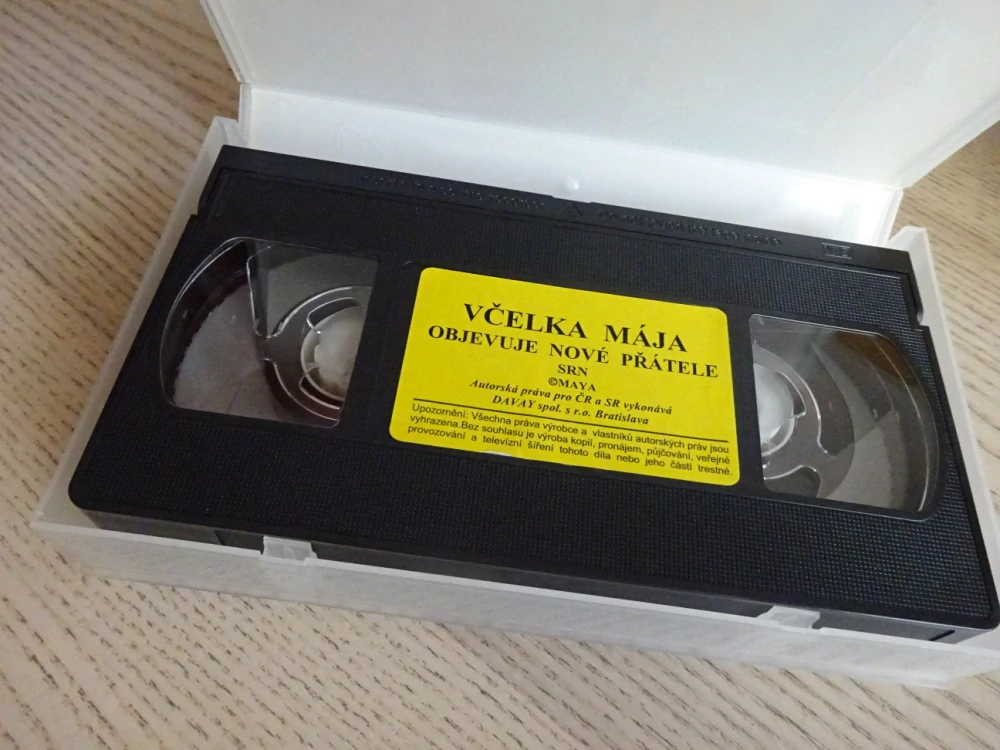 VČELKA MÁJA
OBJEVUJE NOVÉ PŘÁTELE
SRN
©MAYA
Autorská práva pro ČR a SR vykonává
DAVAY spol. s r.o. Bratislava
Upozornění: Všechna práva výrobce a vlastníků autorských práv jsou
vyhrazena.Bez souhlasu je výroba kopií, pronájem, půjčování, veřejné
provozování a televizní šíření tohoto díla nebo jeho částí trestné.